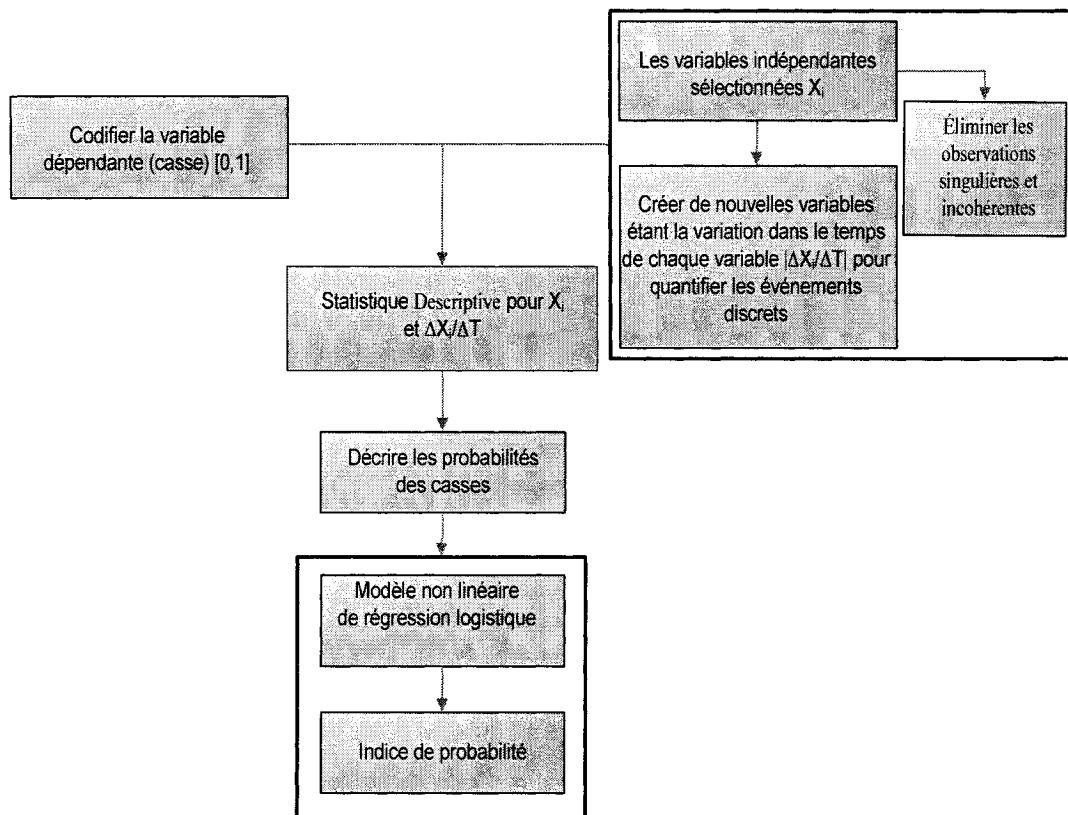 Les variables indépendantes
sélectionnées Xᵢ
Codifier la variable
dépendante (casse) [0,1]
Éliminer les
observations
singulières et
incohérentes
Créer de nouvelles variables
étant la variation dans le temps
de chaque variable |ΔXᵢ/ΔT| pour
quantifier les événements
discrets
Statistique Descriptive pour Xᵢ
et ΔXᵢ/ΔT
Décrire les probabilités
des casses
Modèle non linéaire
de régression logistique
Indice de probabilité